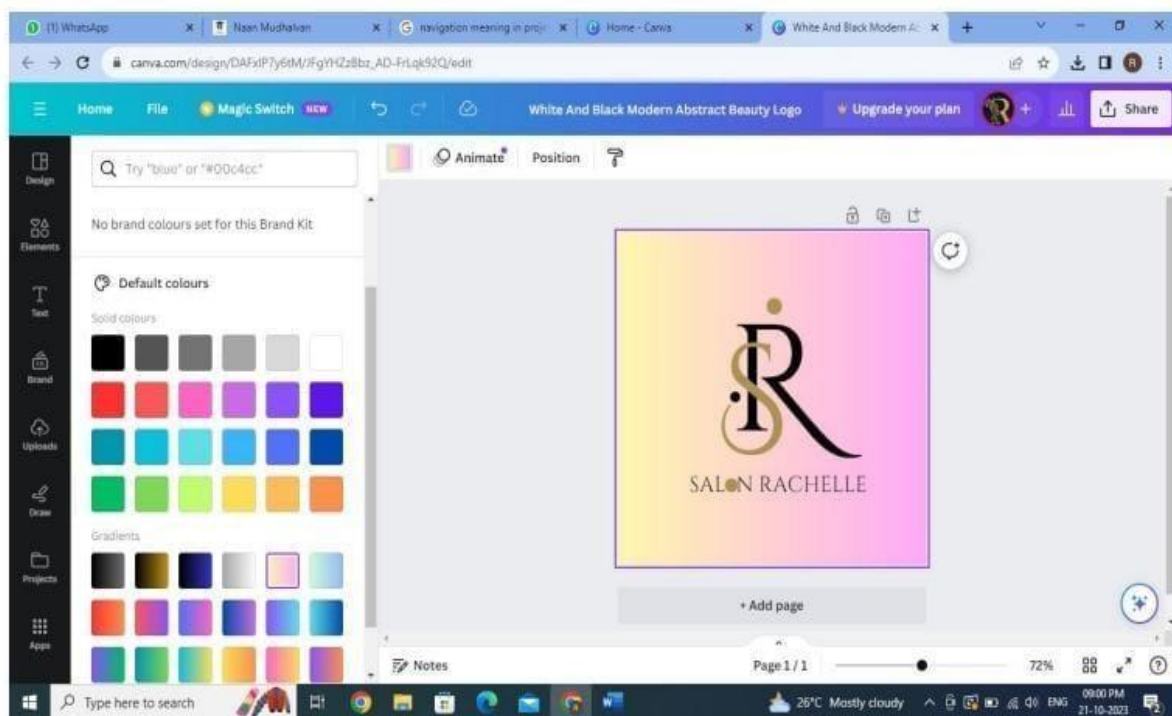 (1) WhatsApp
Naan Mudhalvan
navigation meaning in proje
Home - Canva
White And Black Modern A
canva.com/design/DAFxIP7y6tM/JFgYHZzBbz_AD-FrLqk92Q/edit
Home File Magic Switch NEW White And Black Modern Abstract Beauty Logo Upgrade your plan Share
Design
Elements
Text
Brand
Uploads
Draw
Projects
Apps
Try "blue" or "#00c4cc"
No brand colours set for this Brand Kit
Default colours
Solid colours
Gradients
Animate Position
SR
SALON RACHELLE
+ Add page
Notes Page 1 / 1 72%
Type here to search 26°C Mostly cloudy ENG 09:00 PM
21-10-2023